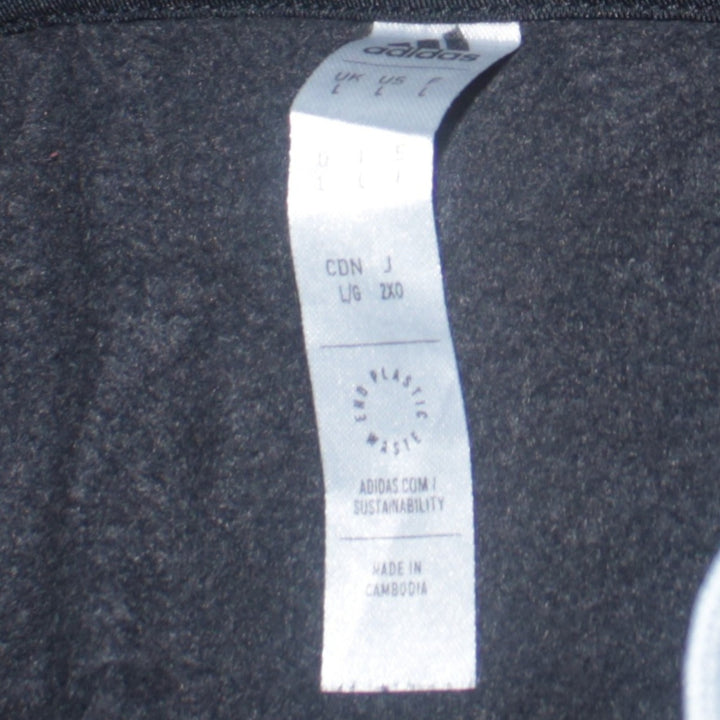 adidas
UK US F
L L L
D I E
L L L
CDN J
L/G 2XO
END PLASTIC WASTE
ADIDAS.COM/
SUSTAINABILITY
MADE IN
CAMBODIA